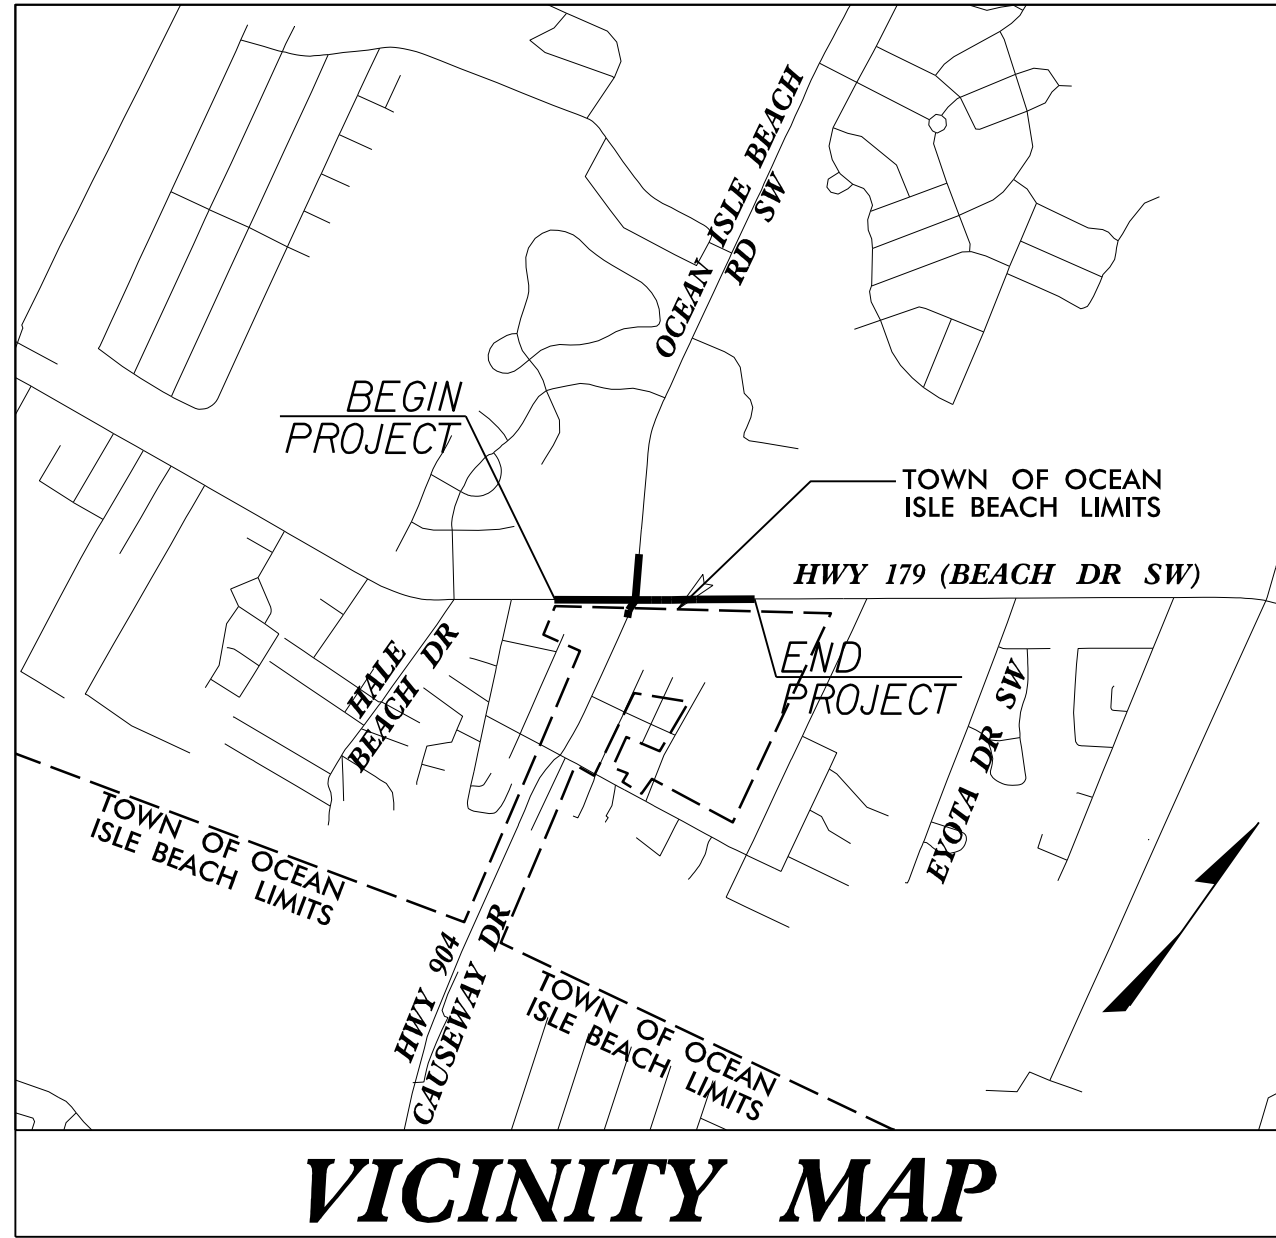 OCEAN ISLE BEACH
RD SW
BEGIN
PROJECT
TOWN OF OCEAN
ISLE BEACH LIMITS
HWY 179 (BEACH DR SW)
HALE
BEACH DR
END
PROJECT
EYOTA DR SW
TOWN OF OCEAN
ISLE BEACH LIMITS
HWY 904
CAUSEWAY DR
TOWN OF OCEAN
ISLE BEACH LIMITS
VICINITY MAP